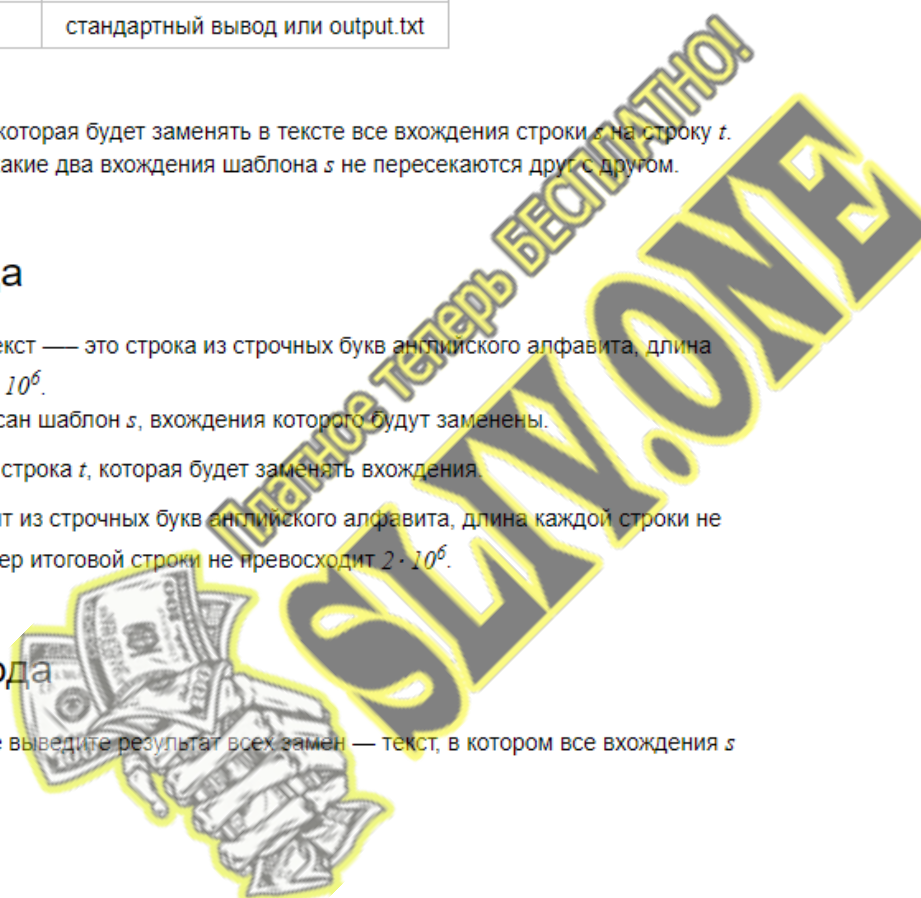 стандартный вывод или output.txt
которая будет заменять в тексте все вхождения строки s на строку t.
акие два вхождения шаблона s не пересекаются друг с другом.
а
екст —– это строка из строчных букв английского алфавита, длина
10⁶.
сан шаблон s, вхождения которого будут заменены.
строка t, которая будет заменять вхождения.
т из строчных букв английского алфавита, длина каждой строки не
ер итоговой строки не превосходит 2 · 10⁶.
ода
е выведите результат всех замен — текст, в котором все вхождения s
Платное теперь БЕСПЛАТНО!
SLIV.ONE